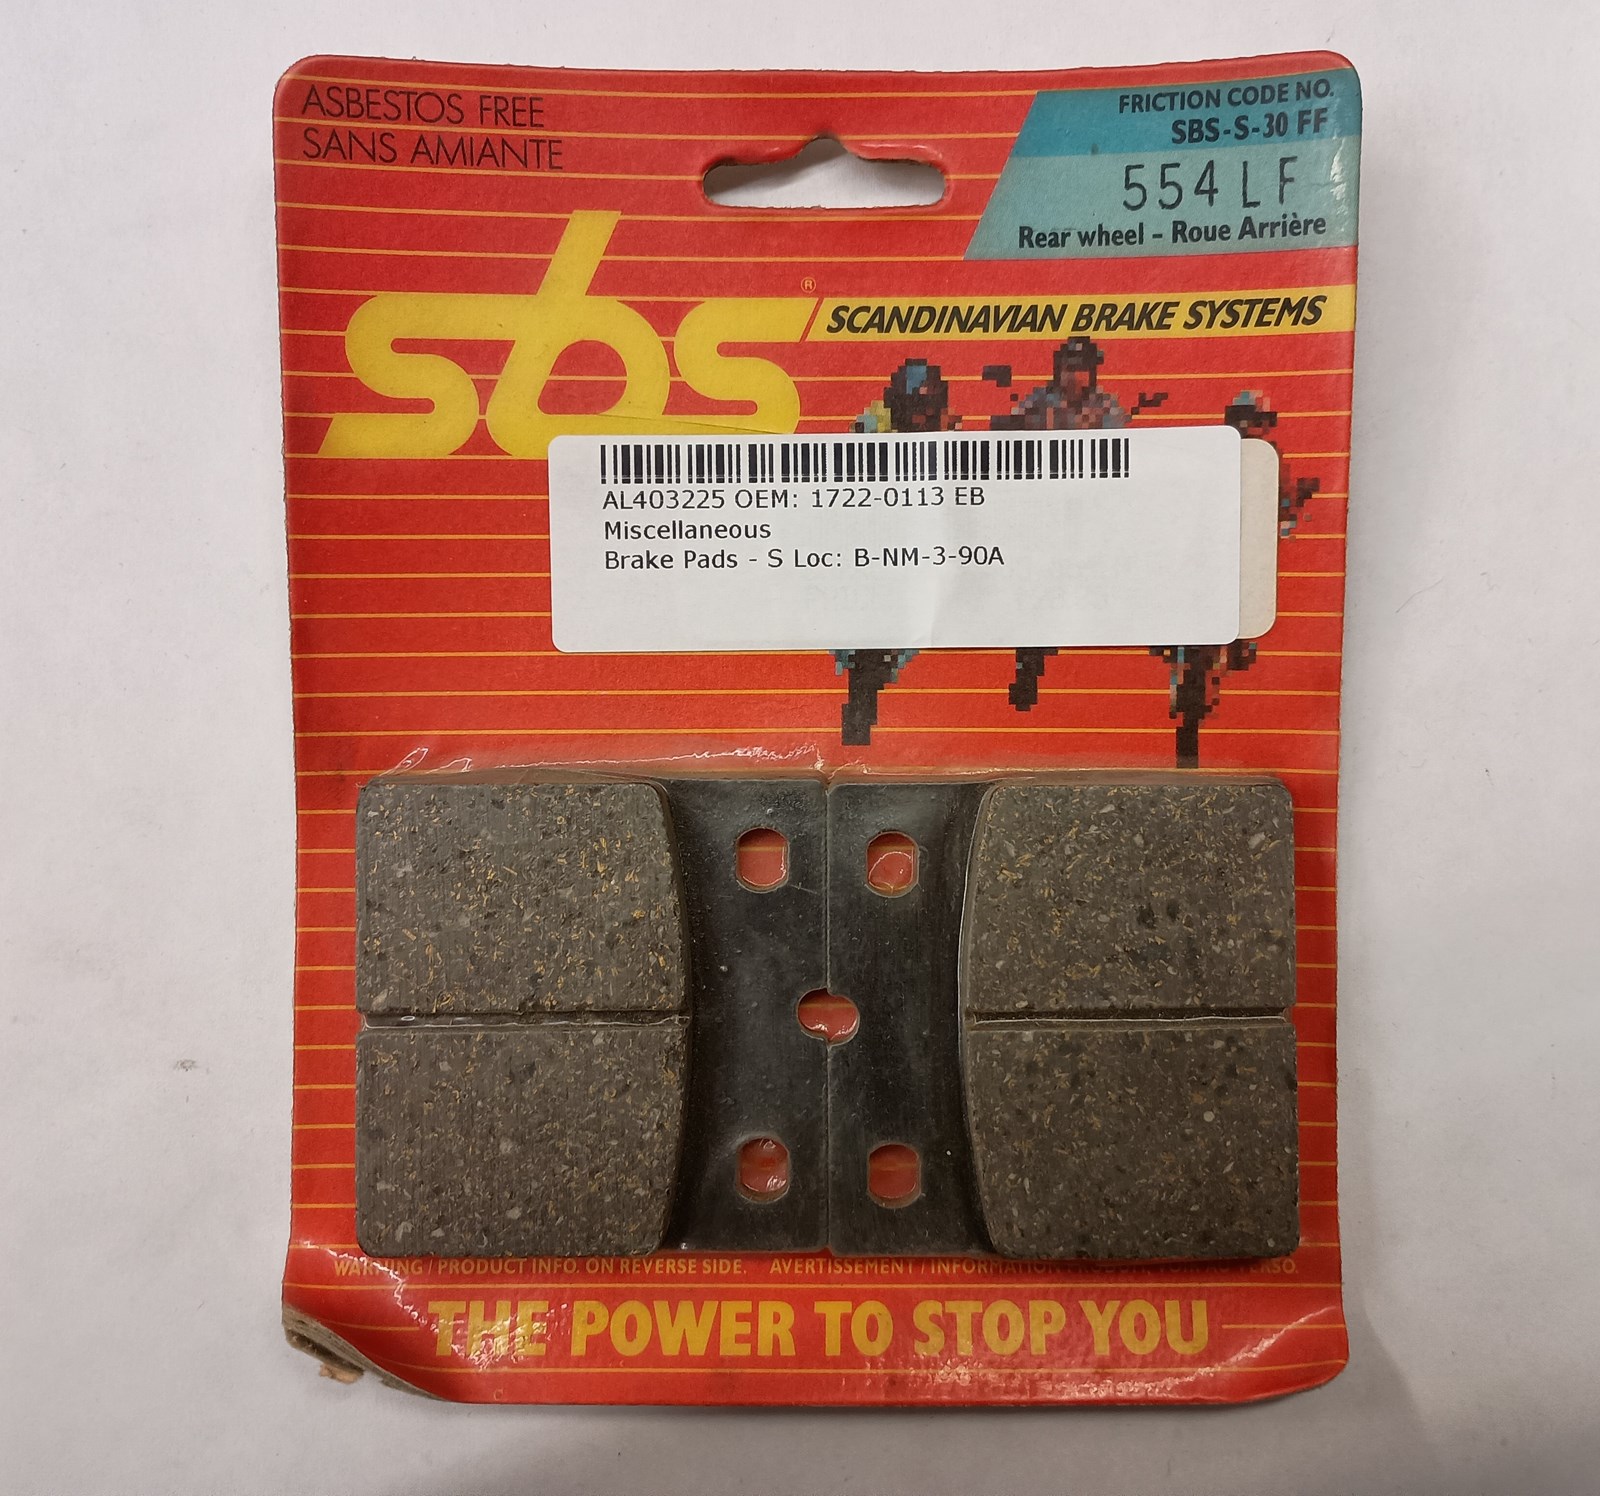 ASBESTOS FREE
SANS AMIANTE
FRICTION CODE NO.
SBS-S-30 FF
554 LF
Rear wheel - Roue Arrière
sbs®
SCANDINAVIAN BRAKE SYSTEMS
AL403225 OEM: 1722-0113 EB
Miscellaneous
Brake Pads - S Loc: B-NM-3-90A
WARNING / PRODUCT INFO. ON REVERSE SIDE. AVERTISSEMENT / INFORMATION
THE POWER TO STOP YOU